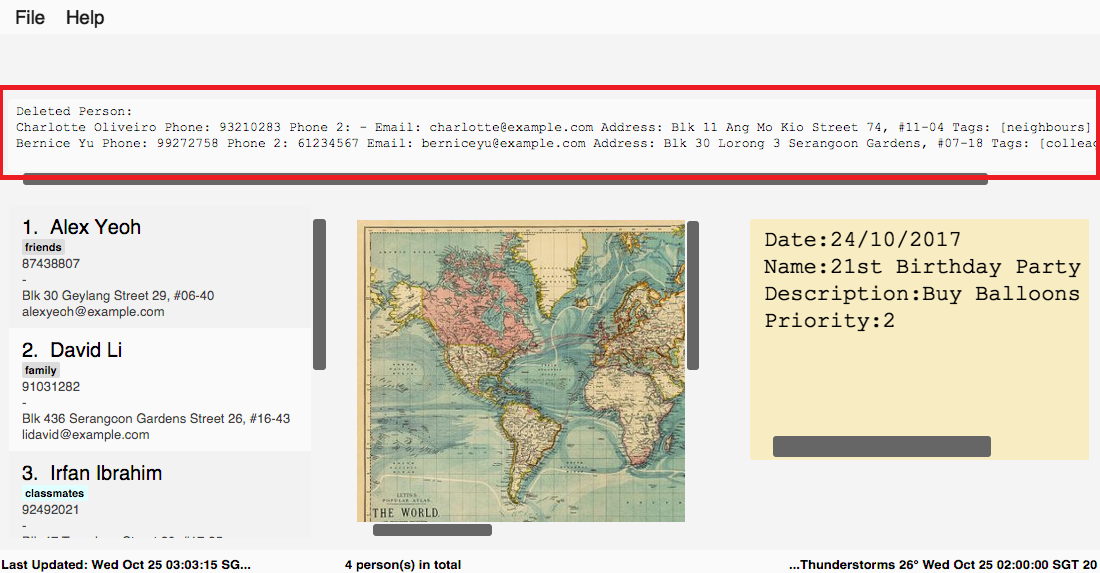 File Help
Deleted Person:
Charlotte Oliveiro Phone: 93210283 Phone 2: - Email: charlotte@example.com Address: Blk 11 Ang Mo Kio Street 74, #11-04 Tags: [neighbours]
Bernice Yu Phone: 99272758 Phone 2: 61234567 Email: berniceyu@example.com Address: Blk 30 Lorong 3 Serangoon Gardens, #07-18 Tags: [colleag
1. Alex Yeoh
friends
87438807
-
Blk 30 Geylang Street 29, #06-40
alexyeoh@example.com
2. David Li
family
91031282
-
Blk 436 Serangoon Gardens Street 26, #16-43
lidavid@example.com
3. Irfan Ibrahim
classmates
92492021
-
LETTS'S
POPULAR ATLAS.
THE WORLD.
Date:24/10/2017
Name:21st Birthday Party
Description:Buy Balloons
Priority:2
Last Updated: Wed Oct 25 03:03:15 SG...
4 person(s) in total
...Thunderstorms 26° Wed Oct 25 02:00:00 SGT 20